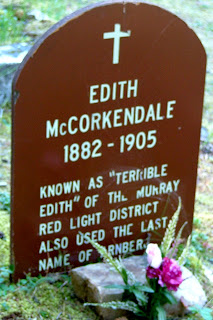 EDITH
McCORKENDALE
1882 - 1905
KNOWN AS "TERRIBLE
EDITH" OF THE MURRAY
RED LIGHT DISTRICT
ALSO USED THE LAST
NAME OF